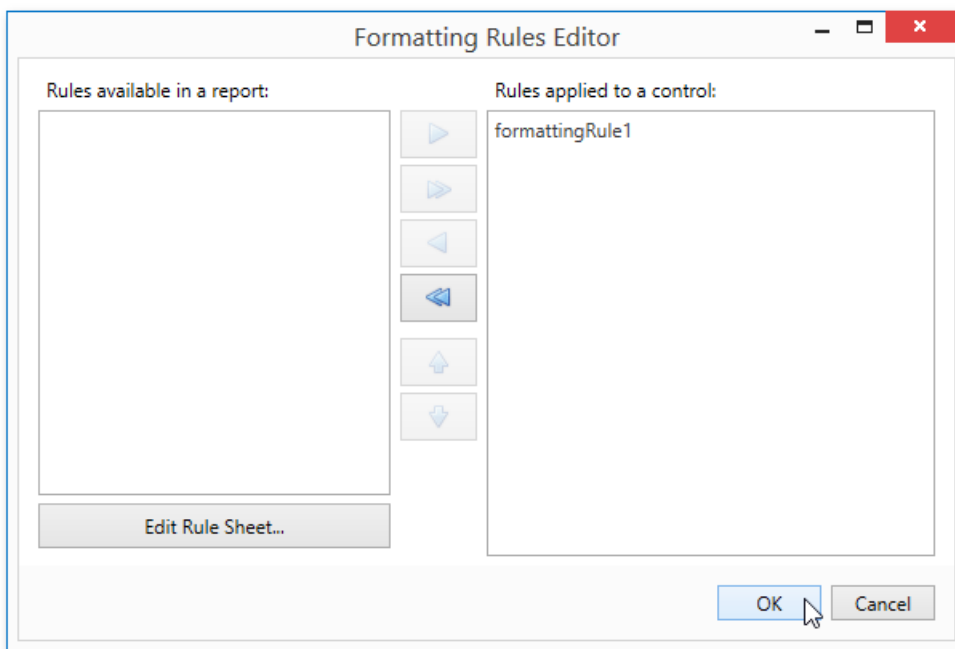 Formatting Rules Editor
Rules available in a report:
Rules applied to a control:
formattingRule1
Edit Rule Sheet...
OK
Cancel